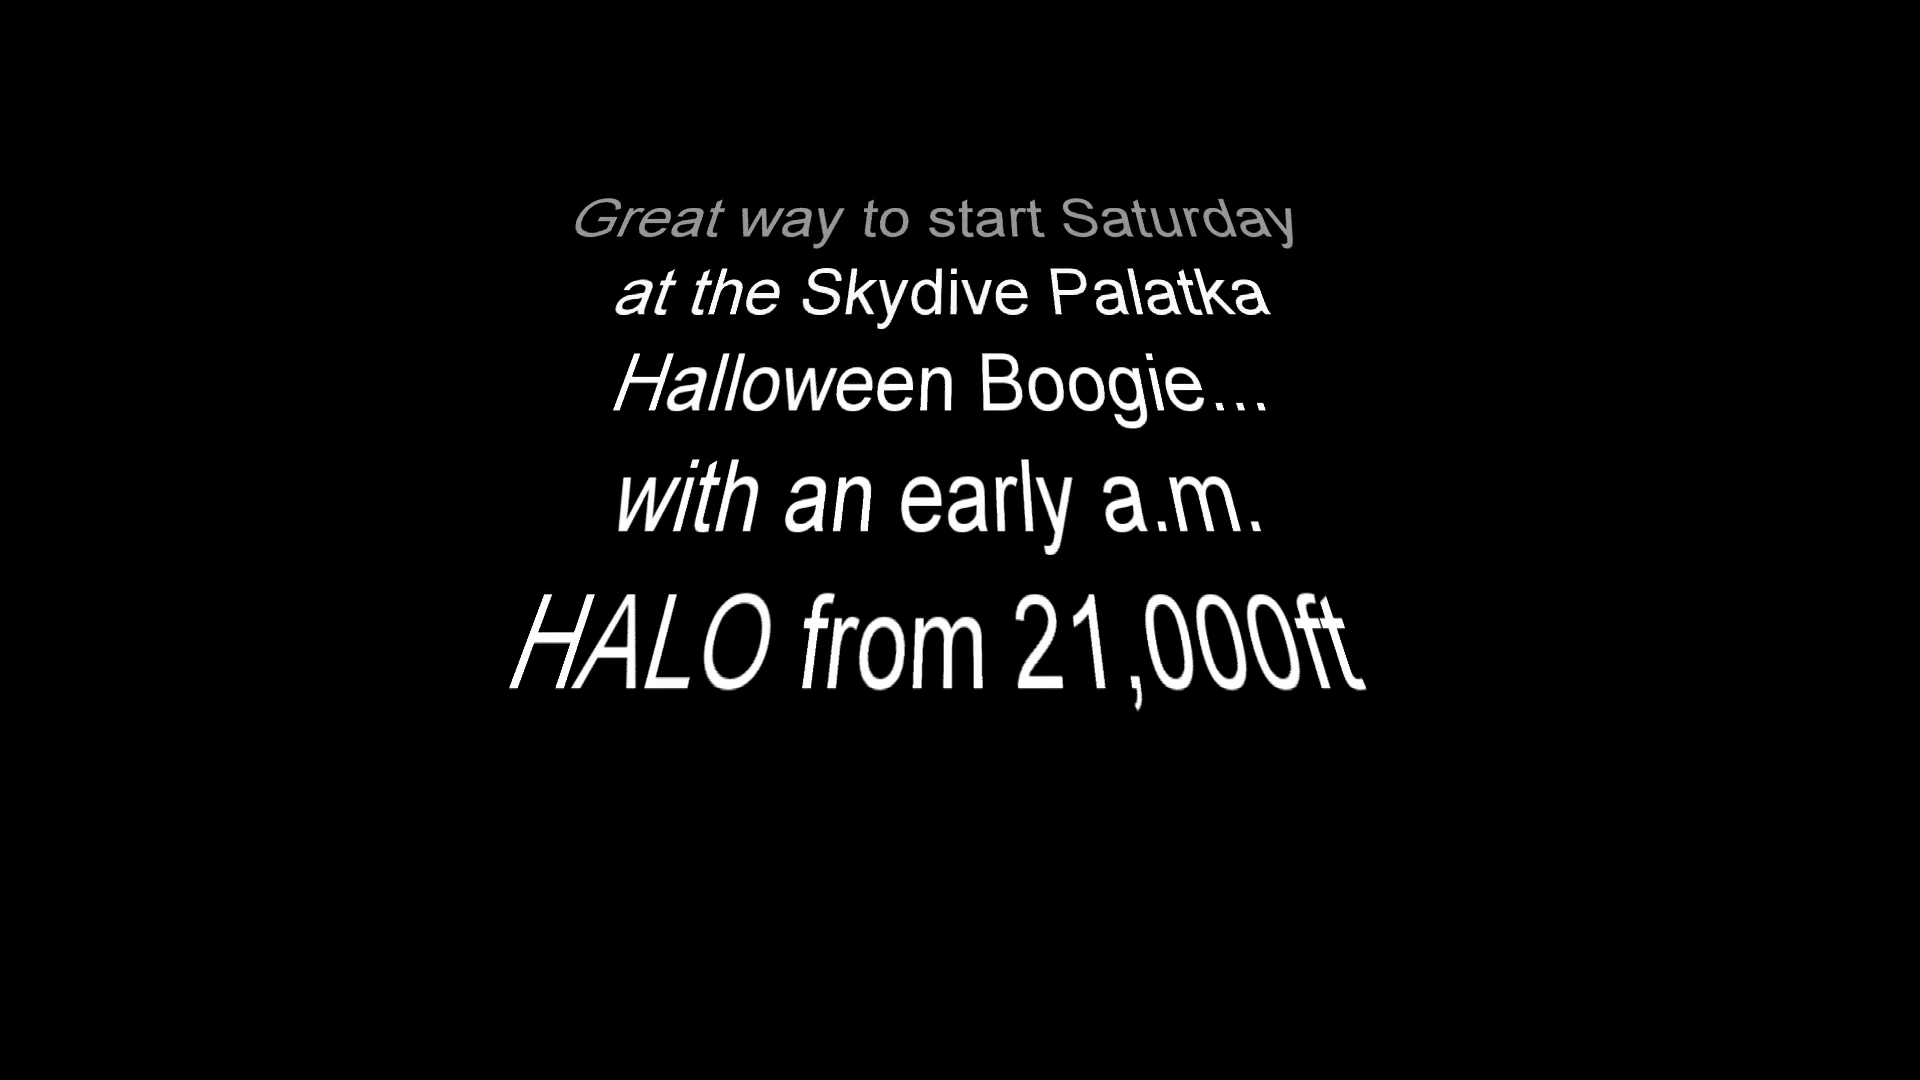 Great way to start Saturday
at the Skydive Palatka
Halloween Boogie...
with an early a.m.
HALO from 21,000ft